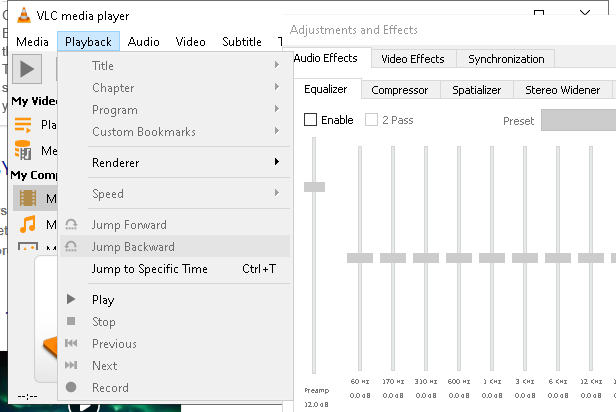 VLC media player
Media Playback Audio Video Subtitle
Adjustments and Effects
Audio Effects Video Effects Synchronization
Equalizer Compressor Spatializer Stereo Widener
Enable 2 Pass Preset
My Vide
Pla
Me
My Comp
M
M
Title
Chapter
Program
Custom Bookmarks
Renderer
Speed
Jump Forward
Jump Backward
Jump to Specific Time Ctrl+T
Play
Stop
Previous
Next
Record
--:--
60 Hz 170 Hz 310 Hz 600 Hz 1 KHz 3 KHz 6 KHz 12 KHz
Preamp 0.0 dB 0.0 dB 0.0 dB 0.0 dB 0.0 dB 0.0 dB 0.0 dB 0.0 dB
12.0 dB